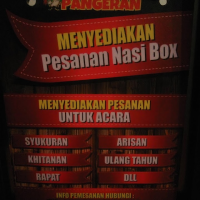 PANGERAN
MENYEDIAKAN
Pesanan Nasi Box
MENYEDIAKAN PESANAN
UNTUK ACARA
SYUKURAN ARISAN
KHITANAN ULANG TAHUN
RAPAT DLL
INFO PEMESANAN HUBUNGI :